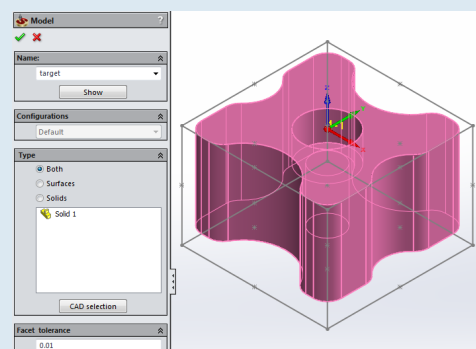 Model
?
Name:
target
Show
Configurations
Default
Type
Both
Surfaces
Solids
Solid 1
CAD selection
Facet tolerance
0.01